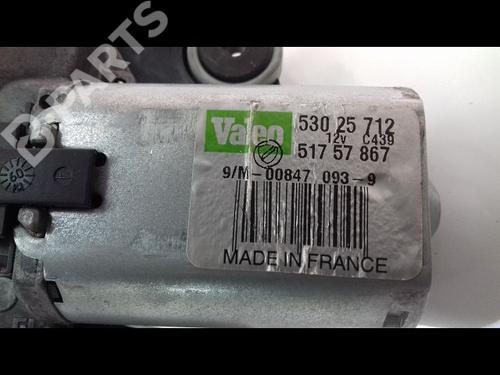 B-PARTS
Valeo
530 25 712
12v C439
517 57 867
9/M-00847 093-9
MADE IN FRANCE